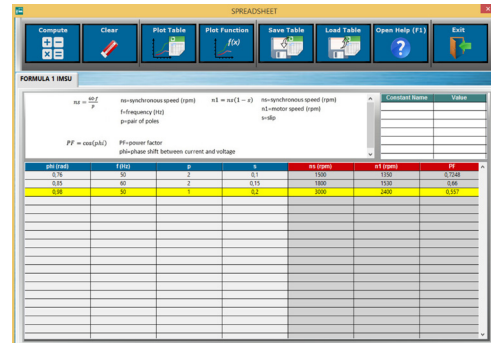 SPREADSHEET
Compute
Clear
Plot Table
Plot Function
f(x)
Save Table
Load Table
Open Help (F1)
?
Exit
FORMULA 1 IMSU
ns = 60·f / p
ns=synchronous speed (rpm)
f=frequency (Hz)
p=pair of poles
n1 = ns(1 − s)
ns=synchronous speed (rpm)
n1=motor speed (rpm)
s=slip
PF = cos(phi)
PF=power factor
phi=phase shift between current and voltage
Constant Name Value
phi (rad) f (Hz) p s ns (rpm) n1 (rpm) PF
0,76 50 2 0,1 1500 1350 0,7248
0,85 60 2 0,15 1800 1530 0,66
0,98 50 1 0,2 3000 2400 0,557